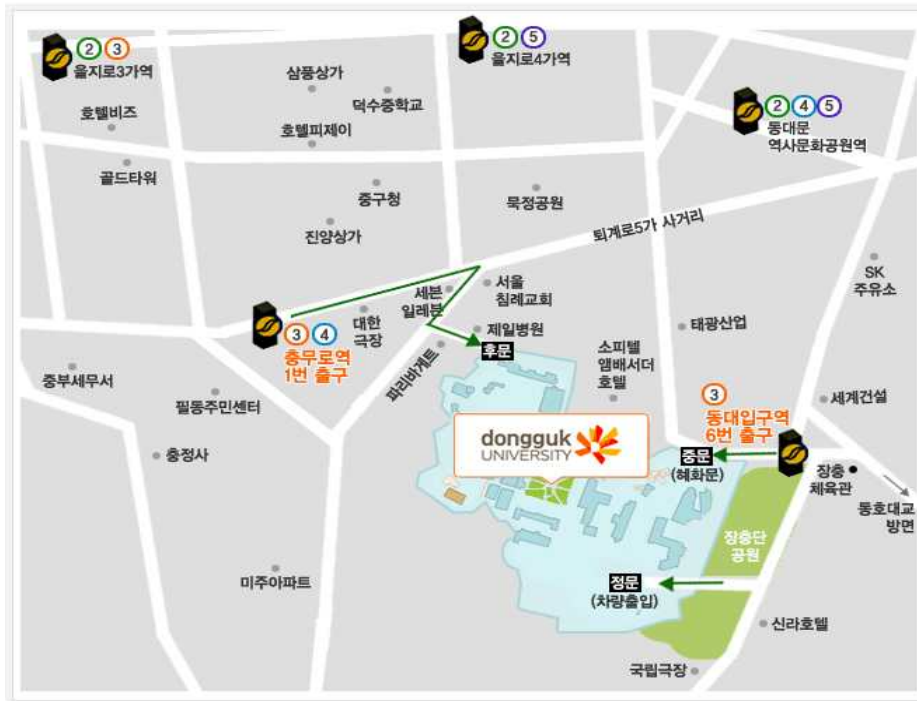 2 3
을지로3가역
2 5
을지로4가역
삼풍상가
덕수중학교
호텔비즈
호텔피제이
2 4 5
동대문
역사문화공원역
골드타워
중구청
묵정공원
진양상가
퇴계로5가 사거리
SK
주유소
세븐
일레븐
서울
침례교회
대한
극장
3 4
충무로역
1번 출구
제일병원
후문
태광산업
소피텔
앰배서더
호텔
파리바게트
중부세무서
필동주민센터
3
동대입구역
6번 출구
세계건설
dongguk
UNIVERSITY
충정사
중문
(혜화문)
장충
체육관
동호대교
방면
장충단
공원
미주아파트
정문
(차량출입)
신라호텔
국립극장